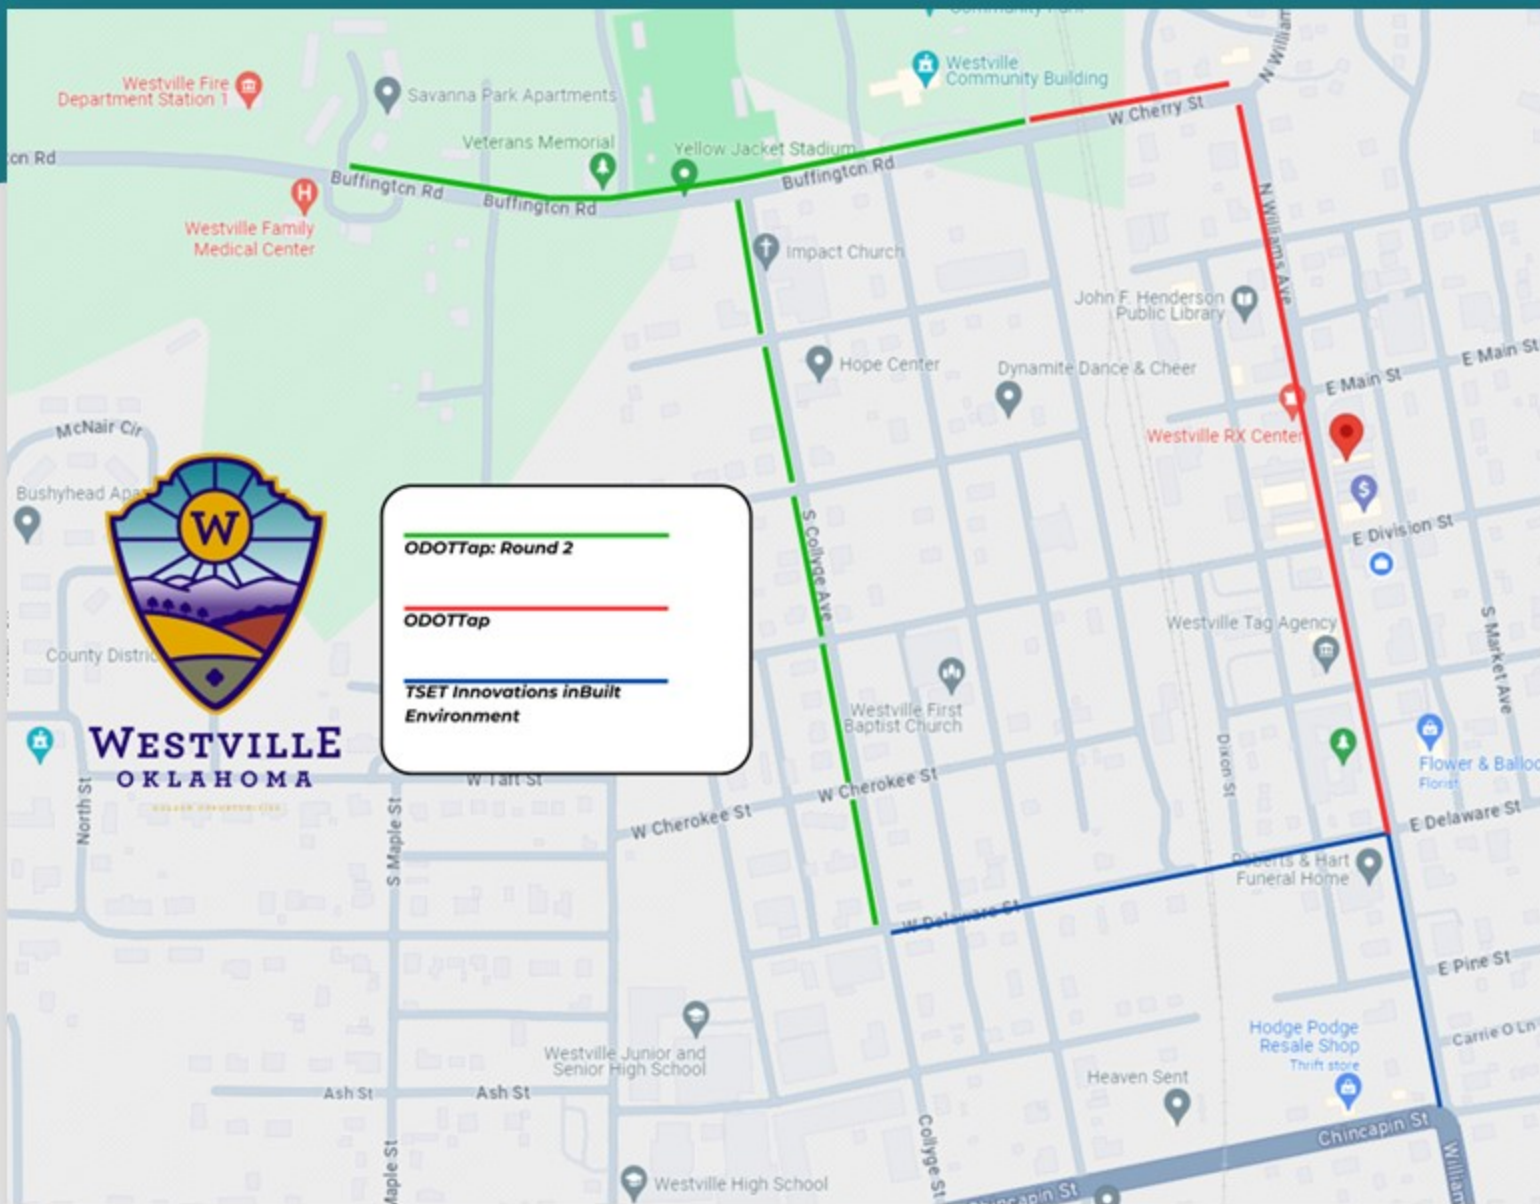 Westville Fire
Department Station 1
Savanna Park Apartments
Westville
Community Building
N William
W Cherry St
Veterans Memorial
Yellow Jacket Stadium
ton Rd
Buffington Rd
Buffington Rd
Buffington Rd
Westville Family
Medical Center
Impact Church
N Williams Ave
John F. Henderson
Public Library
Hope Center
Dynamite Dance & Cheer
E Main St
E Main St
Westville RX Center
McNair Cir
Bushyhead Apa
W
$
E Division St
S Collyge Ave
ODOTTap: Round 2
ODOTTap
TSET Innovations inBuilt
Environment
Westville Tag Agency
S Market Ave
County Distric
Westville First
Baptist Church
WESTVILLE
OKLAHOMA
Dixon St
Flower & Balloo
Florist
W Taft St
W Cherokee St
W Cherokee St
North St
S Maple St
E Delaware St
Roberts & Hart
Funeral Home
W Delaware St
E Pine St
Westville Junior and
Senior High School
Hodge Podge
Resale Shop
Thrift store
Carrie O Ln
Heaven Sent
Ash St
Ash St
Chincapin St
Collyge St
Maple St
Westville High School
Chincapin St
Willia
H